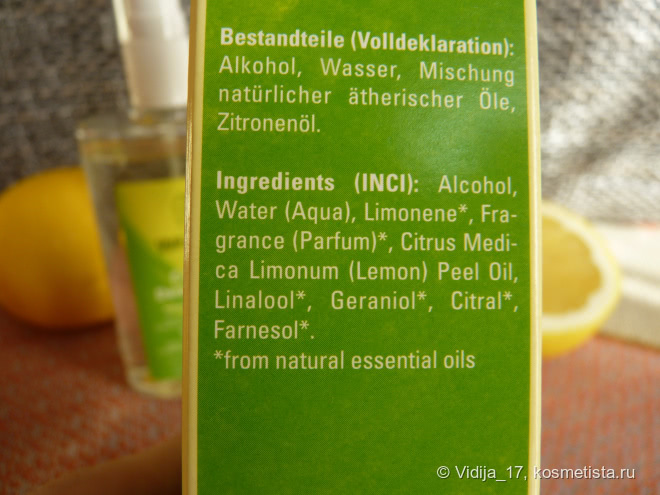 Bestandteile (Volldeklaration):
Alkohol, Wasser, Mischung
natürlicher ätherischer Öle,
Zitronenöl.
Ingredients (INCI): Alcohol,
Water (Aqua), Limonene*, Fra-
grance (Parfum)*, Citrus Medi-
ca Limonum (Lemon) Peel Oil,
Linalool*, Geraniol*, Citral*,
Farnesol*.
*from natural essential oils
© Vidija_17, kosmetista.ru